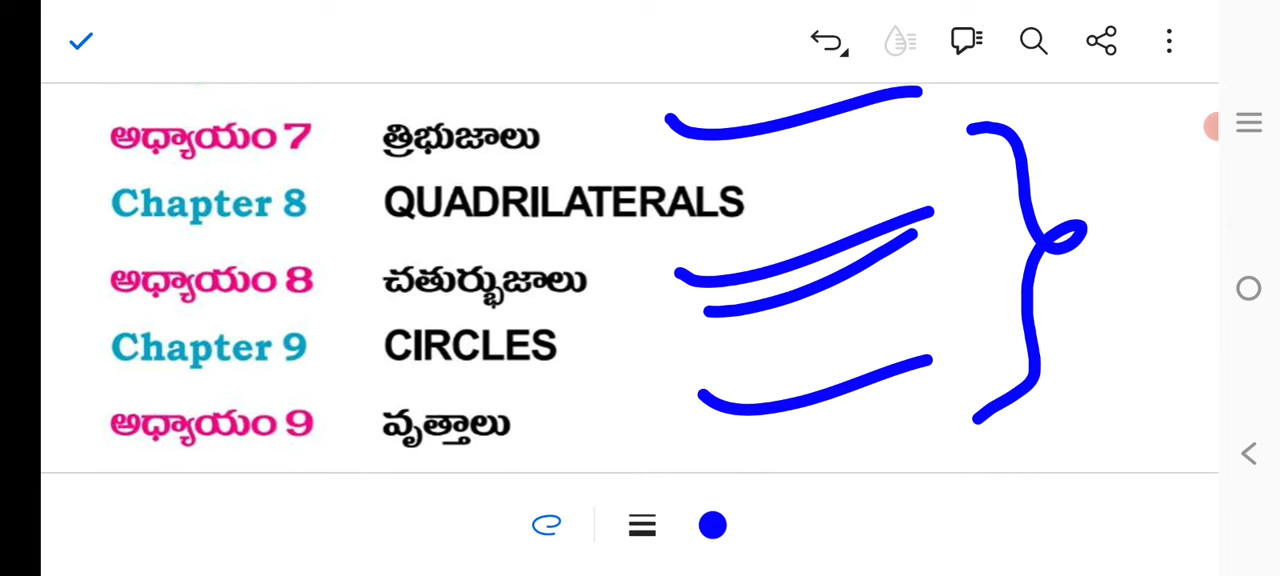 అధ్యాయం 7 త్రిభుజాలు
Chapter 8 QUADRILATERALS
అధ్యాయం 8 చతుర్భుజాలు
Chapter 9 CIRCLES
అధ్యాయం 9 వృత్తాలు